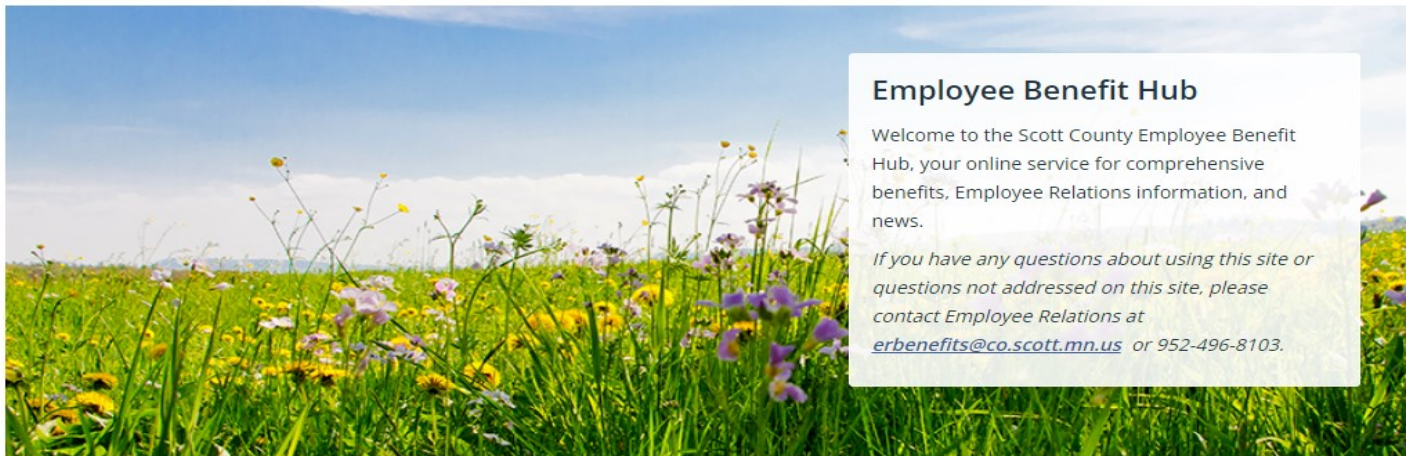 Employee Benefit Hub
Welcome to the Scott County Employee Benefit
Hub, your online service for comprehensive
benefits, Employee Relations information, and
news.
If you have any questions about using this site or
questions not addressed on this site, please
contact Employee Relations at
erbenefits@co.scott.mn.us or 952-496-8103.